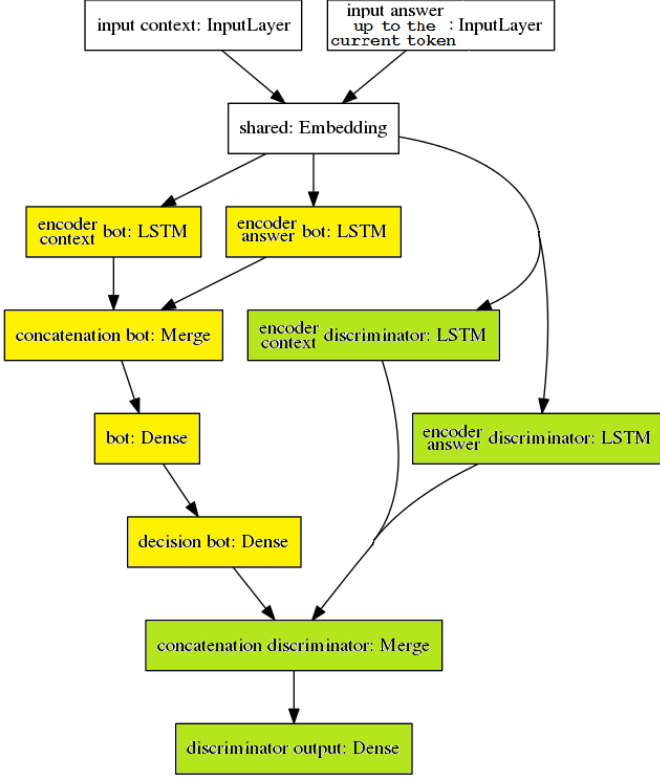 input context: InputLayer
input answer
up to the : InputLayer
current token
shared: Embedding
encoder
context bot: LSTM
encoder
answer bot: LSTM
concatenation bot: Merge
encoder
context discriminator: LSTM
bot: Dense
encoder
answer discriminator: LSTM
decision bot: Dense
concatenation discriminator: Merge
discriminator output: Dense